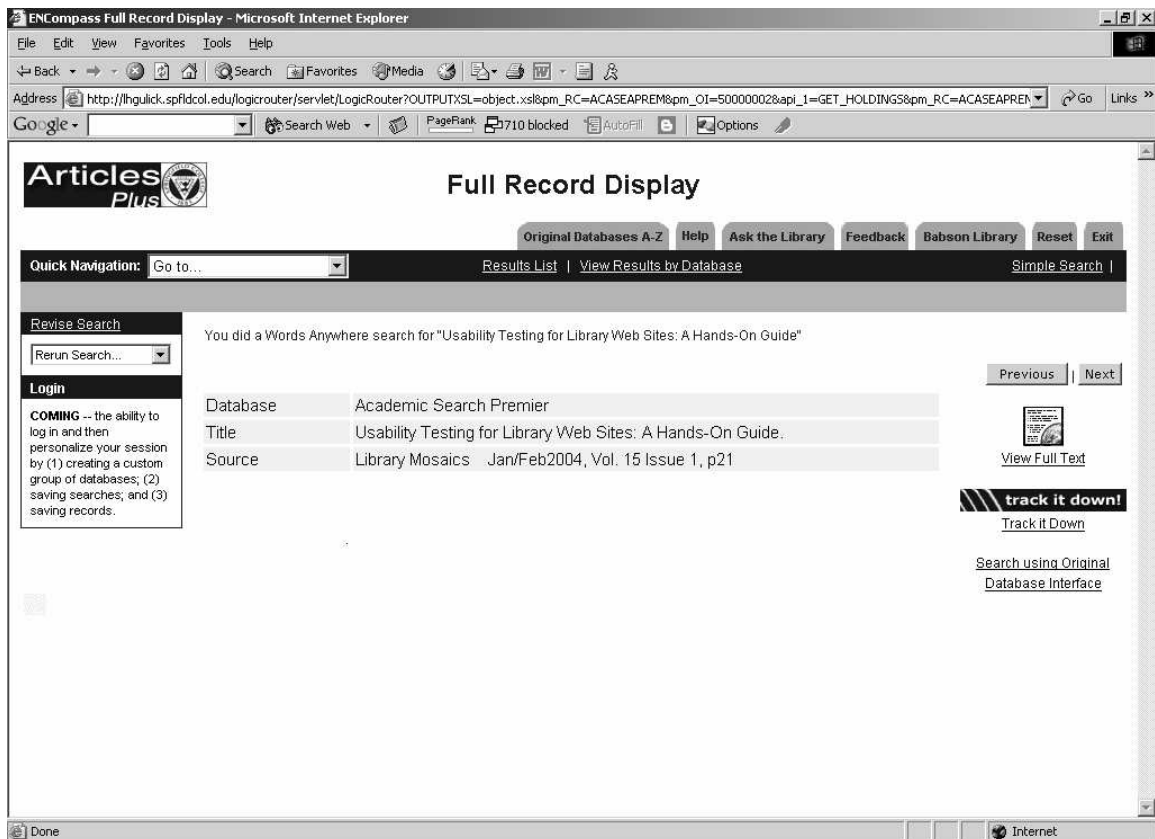 ENCompass Full Record Display - Microsoft Internet Explorer
File Edit View Favorites Tools Help
Back Search Favorites Media
Address http://lhgulick.spfldcol.edu/logicrouter/servlet/LogicRouter?OUTPUTXSL=object.xsl&pm_RC=ACASEAPREM&pm_OI=50000002&api_1=GET_HOLDINGS&pm_RC=ACASEAPREM Go Links »
Google Search Web PageRank 710 blocked AutoFill Options
Articles
Plus
Full Record Display
Original Databases A-Z Help Ask the Library Feedback Babson Library Reset Exit
Quick Navigation: Go to... Results List | View Results by Database Simple Search |
Revise Search
Rerun Search...
Login
COMING -- the ability to
log in and then
personalize your session
by (1) creating a custom
group of databases; (2)
saving searches; and (3)
saving records.
You did a Words Anywhere search for "Usability Testing for Library Web Sites: A Hands-On Guide"
Previous | Next
Database Academic Search Premier
Title Usability Testing for Library Web Sites: A Hands-On Guide.
Source Library Mosaics Jan/Feb2004, Vol. 15 Issue 1, p21
View Full Text
track it down!
Track it Down
Search using Original
Database Interface
Done Internet